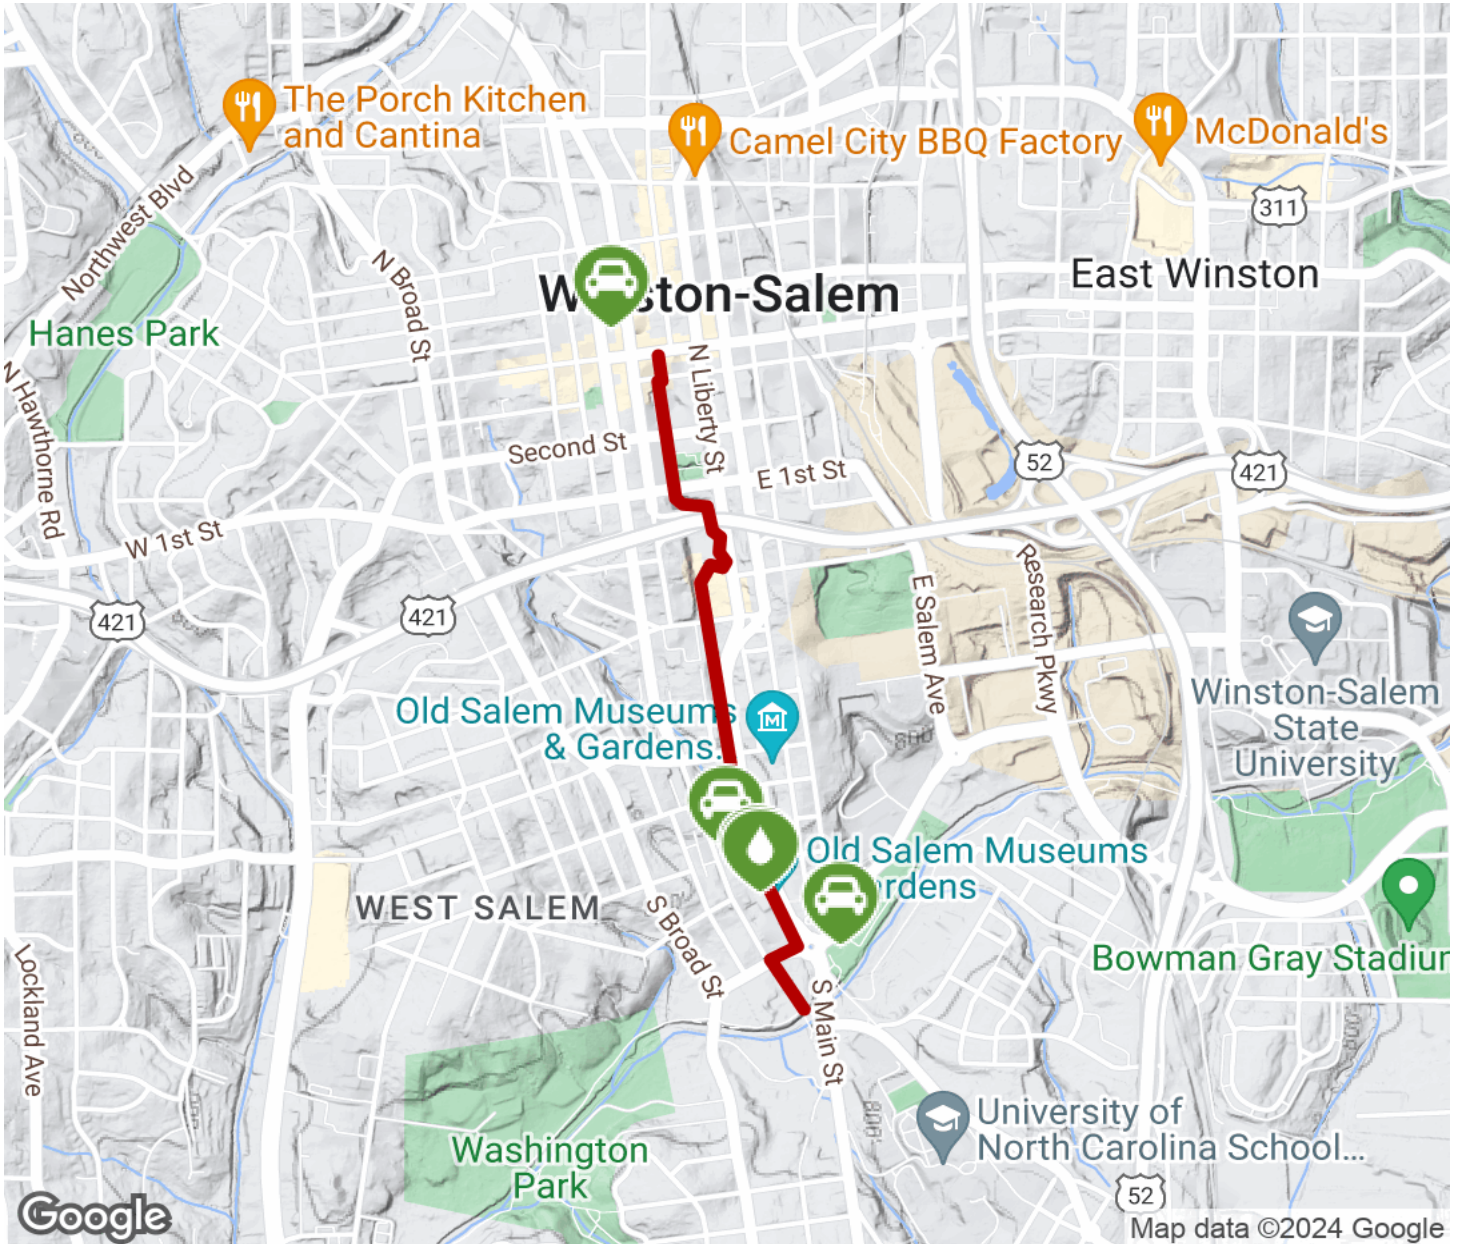 The Porch Kitchen
and Cantina
Camel City BBQ Factory
McDonald's
311
Northwest Blvd
N Broad St
East Winston
Hanes Park
N Liberty St
N Hawthorne Rd
Second St
E 1st St
52
421
W 1st St
421
421
E Salem Ave
Research Pkwy
Winston-Salem
State
University
Old Salem Museums
& Gardens.
800
Old Salem Museums
WEST SALEM
S Broad St
Bowman Gray Stadiu
Lockland Ave
S Main St
800
University of
North Carolina School...
Washington
Park
52
Google
Map data ©2024 Google